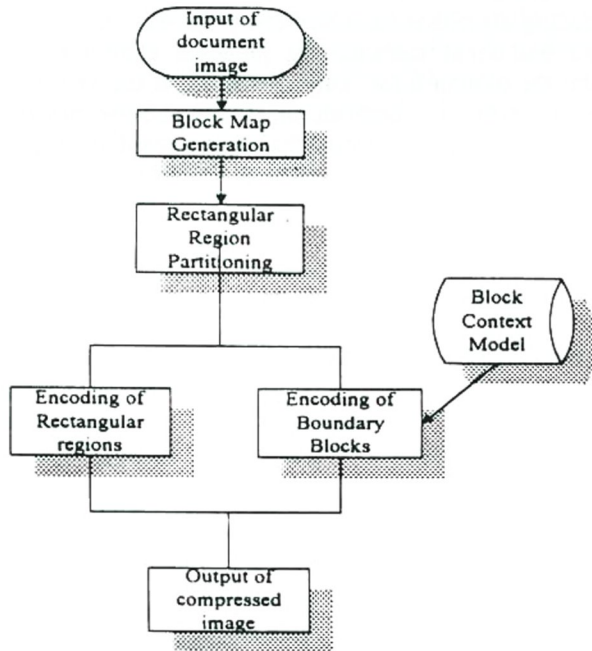 Input of
document
image
Block Map
Generation
Rectangular
Region
Partitioning
Block
Context
Model
Encoding of
Rectangular
regions
Encoding of
Boundary
Blocks
Output of
compressed
image